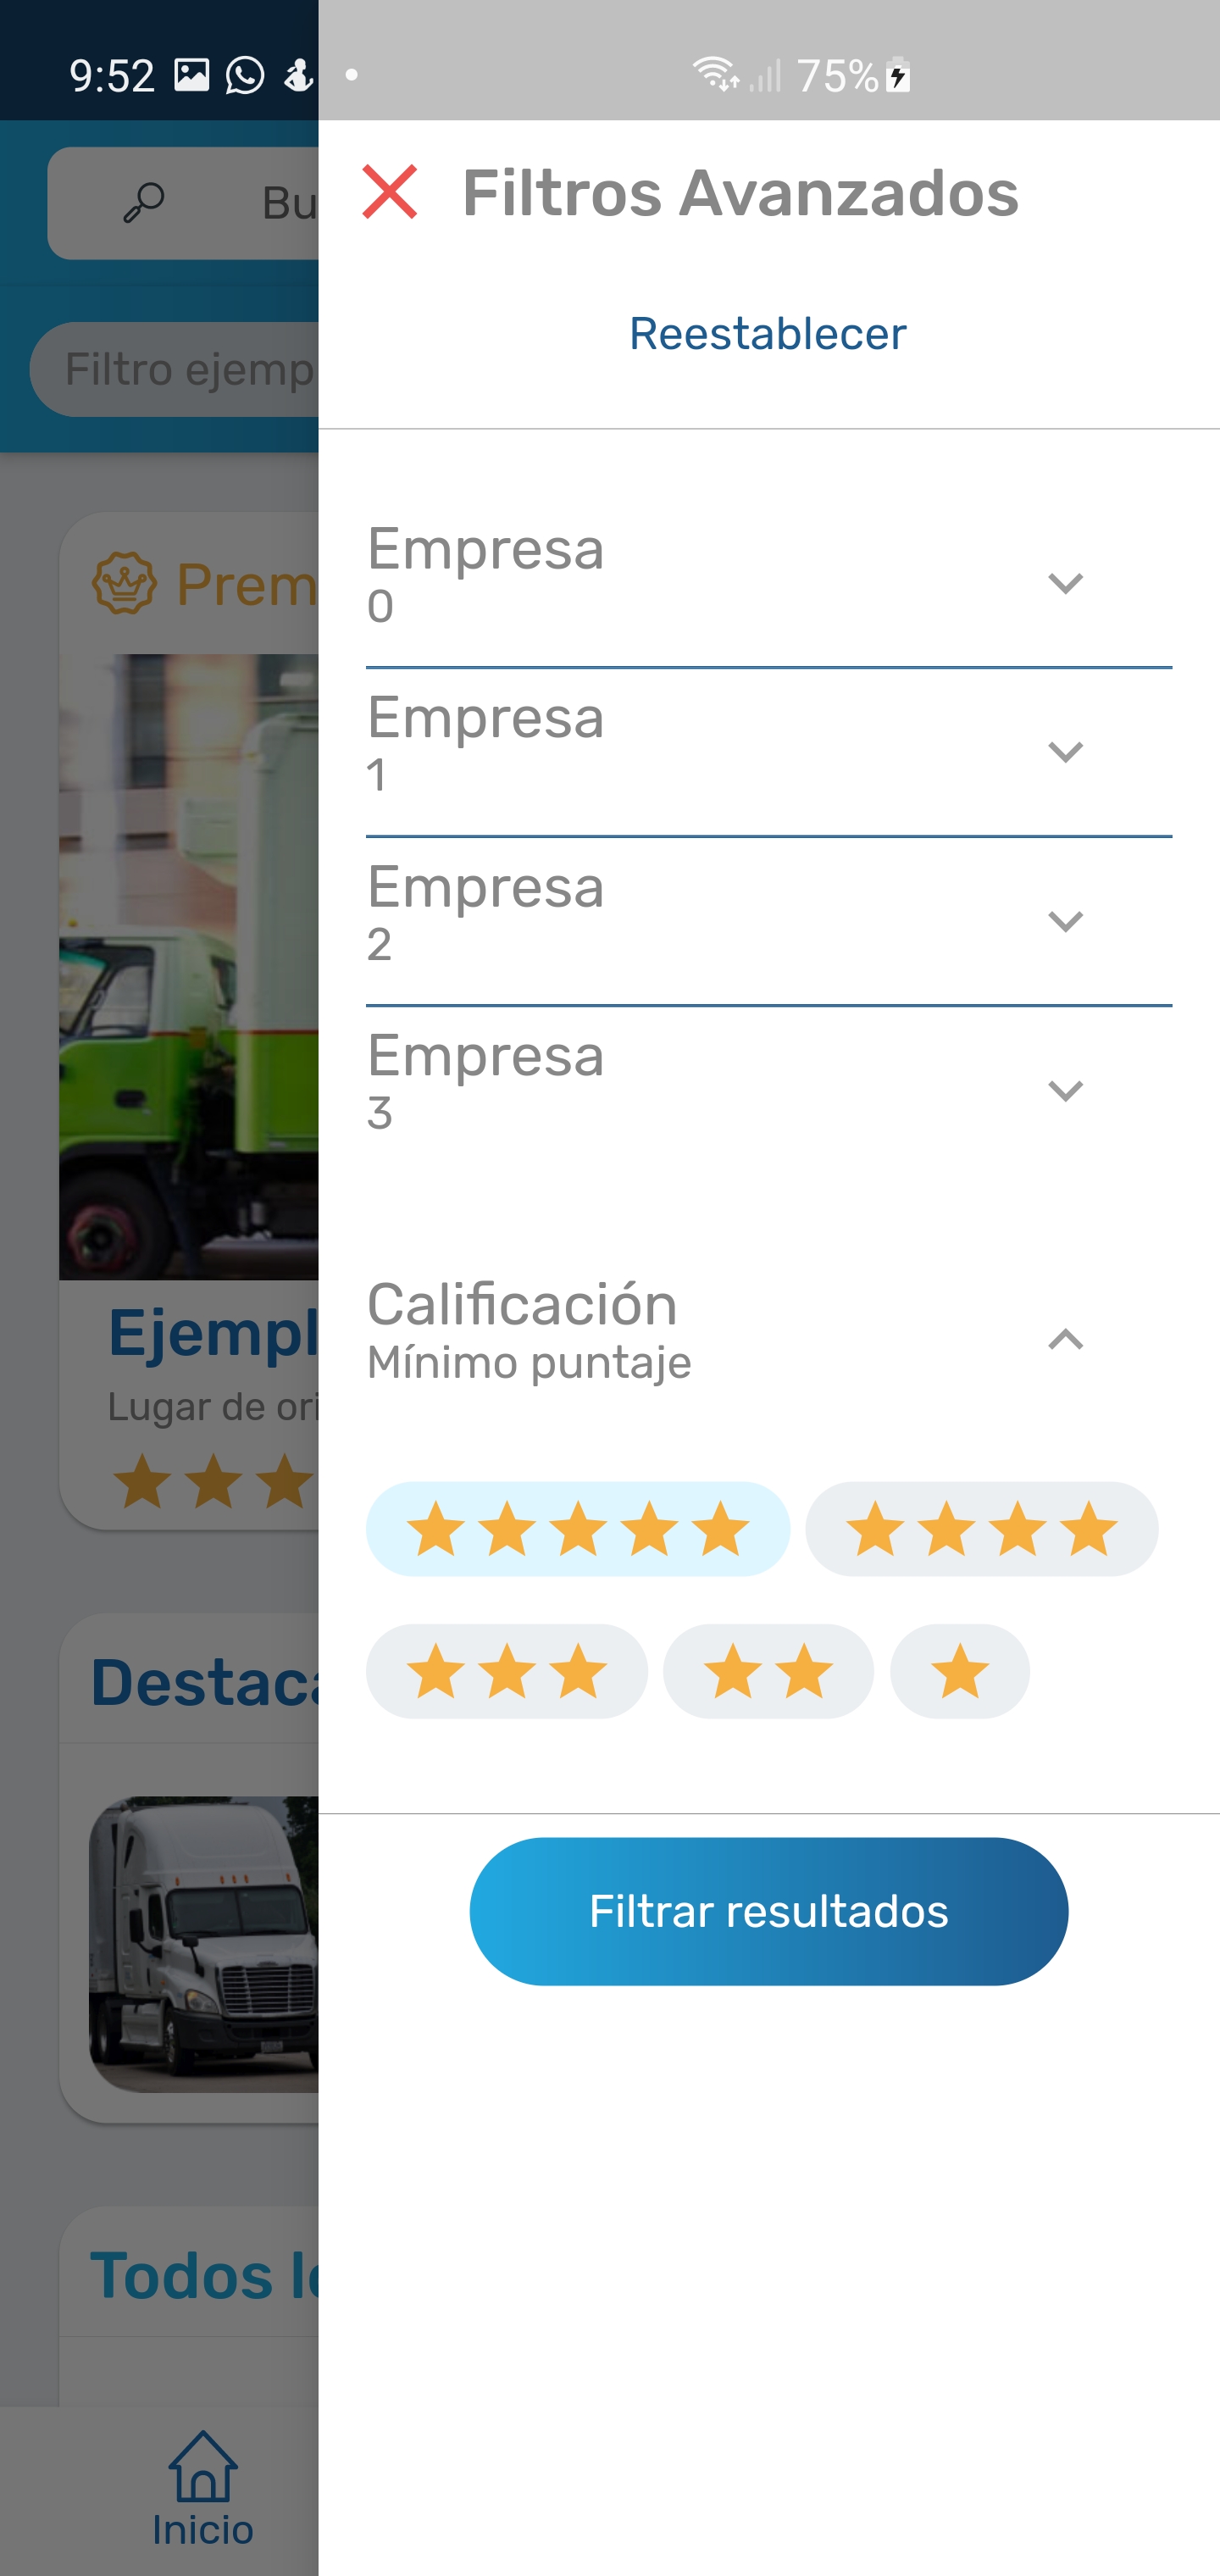 9:52
75%
Bu
Filtros Avanzados
Reestablecer
Filtro ejemp
Prem
Empresa
0
Empresa
1
Empresa
2
Empresa
3
Ejempl
Lugar de ori
Calificación
Mínimo puntaje
Destaca
Filtrar resultados
Todos lo
Inicio